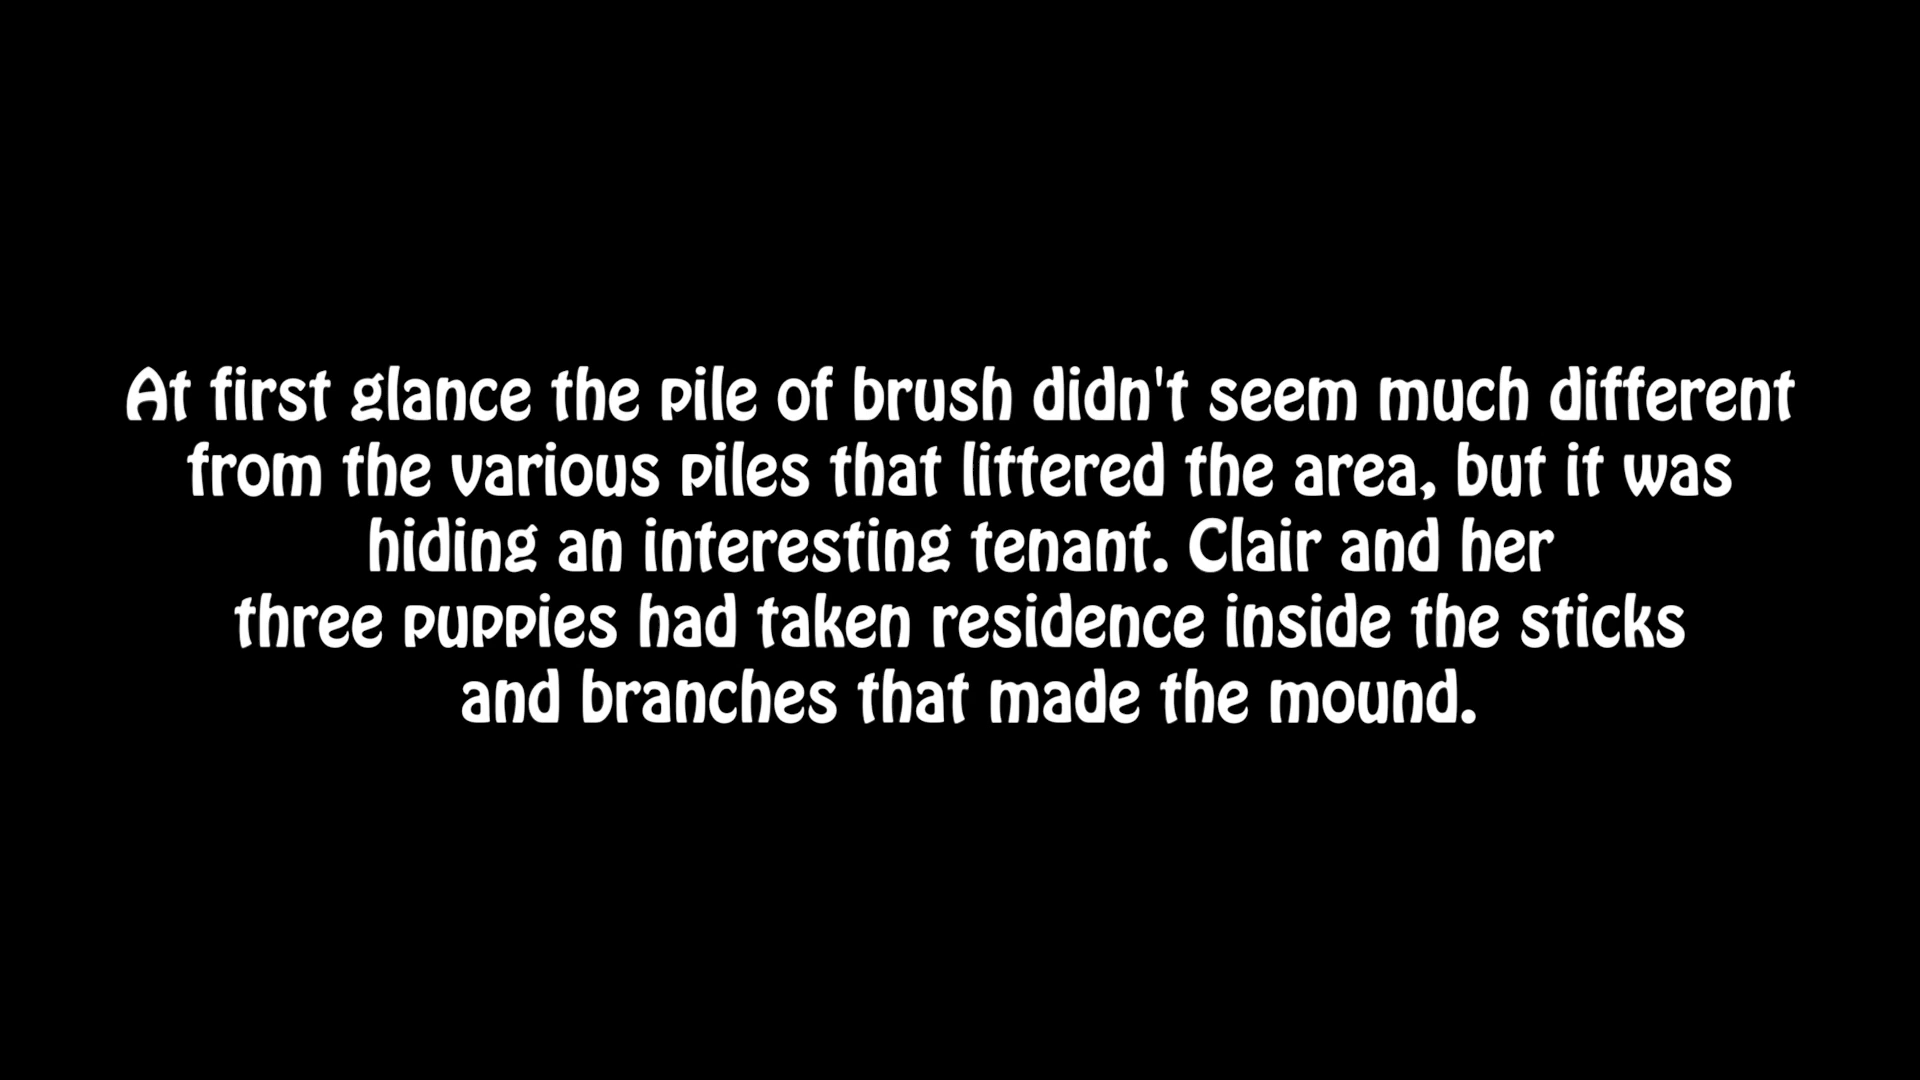 At first glance the pile of brush didn't seem much different
from the various piles that littered the area, but it was
hiding an interesting tenant. Clair and her
three puppies had taken residence inside the sticks
and branches that made the mound.